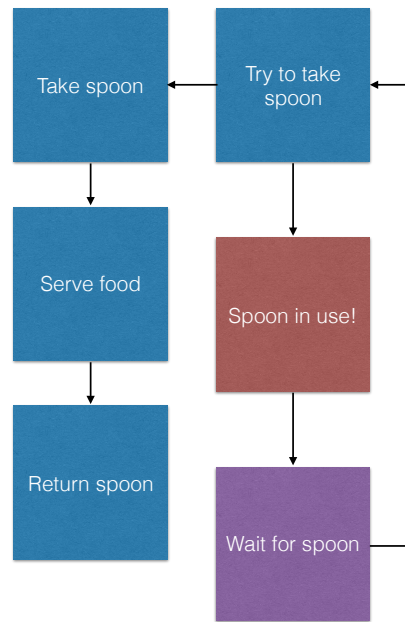 Take spoon
Try to take
spoon
Serve food
Spoon in use!
Return spoon
Wait for spoon